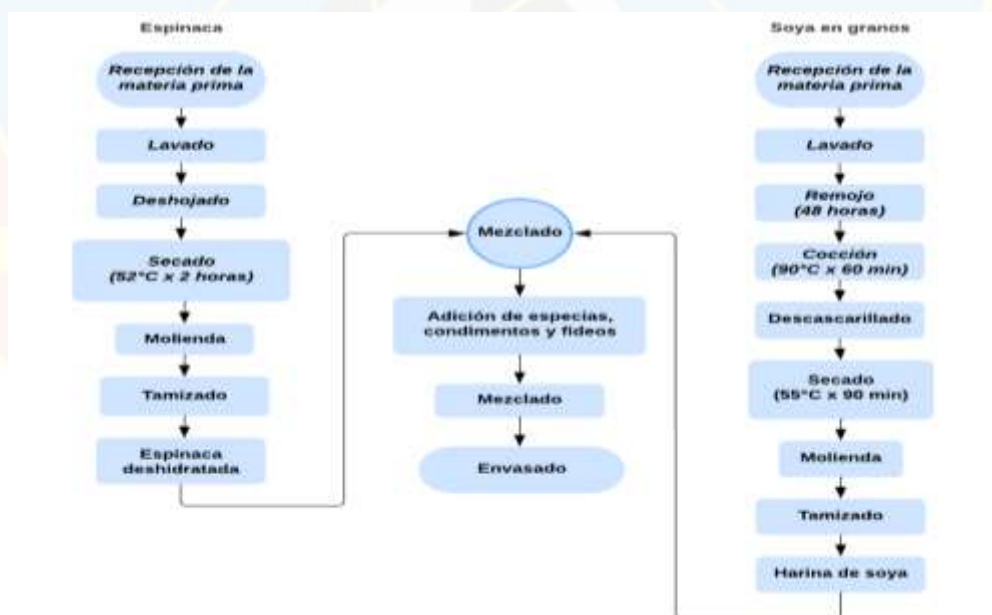 Espinaca
Recepción de la
materia prima
Lavado
Deshojado
Secado
(52°C x 2 horas)
Molienda
Tamizado
Espinaca
deshidratada
Mezclado
Adición de especias,
condimentos y fideos
Mezclado
Envasado
Soya en granos
Recepción de la
materia prima
Lavado
Remojo
(48 horas)
Cocción
(90°C x 60 min)
Descascarillado
Secado
(55°C x 90 min)
Molienda
Tamizado
Harina de soya